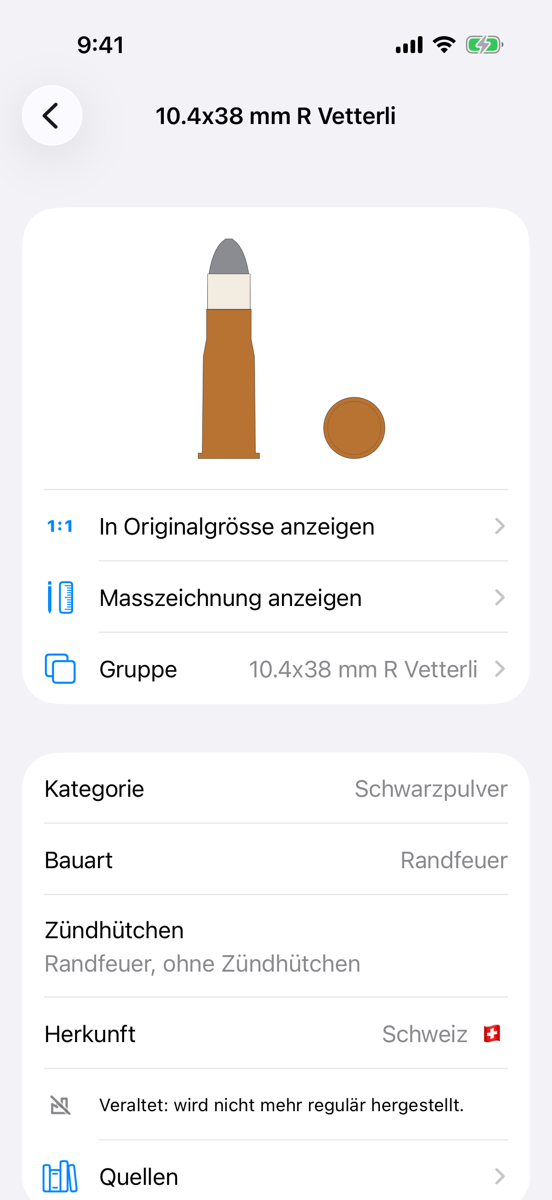 9:41
10.4x38 mm R Vetterli
1:1 In Originalgrösse anzeigen
Masszeichnung anzeigen
Gruppe 10.4x38 mm R Vetterli
Kategorie Schwarzpulver
Bauart Randfeuer
Zündhütchen
Randfeuer, ohne Zündhütchen
Herkunft Schweiz
Veraltet: wird nicht mehr regulär hergestellt.
Quellen